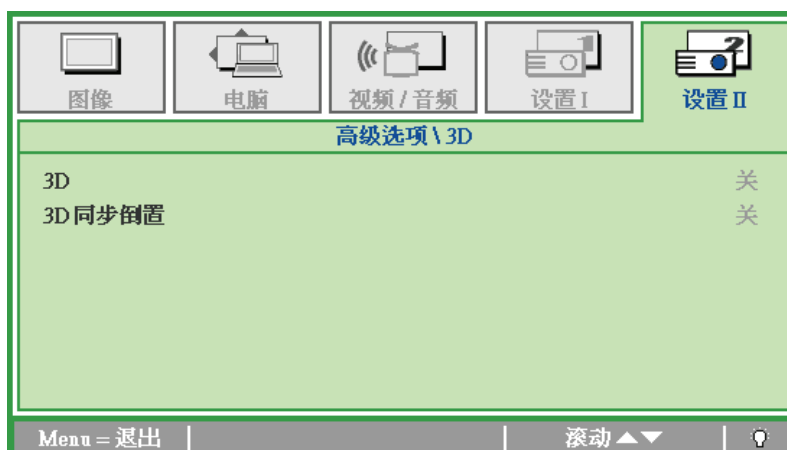 图像
电脑
视频 / 音频
设置 I
设置 II
高级选项 \ 3D
3D 关
3D 同步倒置 关
Menu = 退出 滚动▲▼